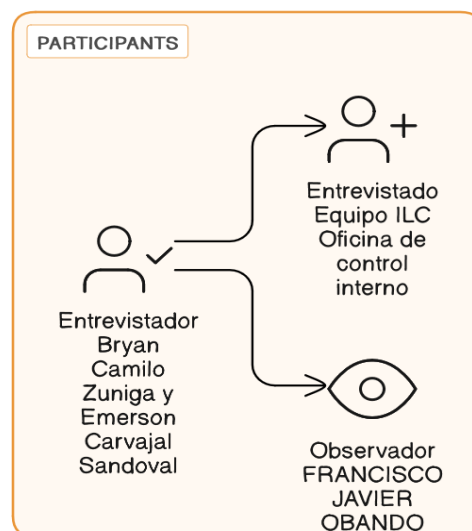 PARTICIPANTS
Entrevistado
Equipo ILC
Oficina de
control
interno
Entrevistador
Bryan
Camilo
Zuniga y
Emerson
Carvajal
Sandoval
Observador
FRANCISCO
JAVIER
OBANDO